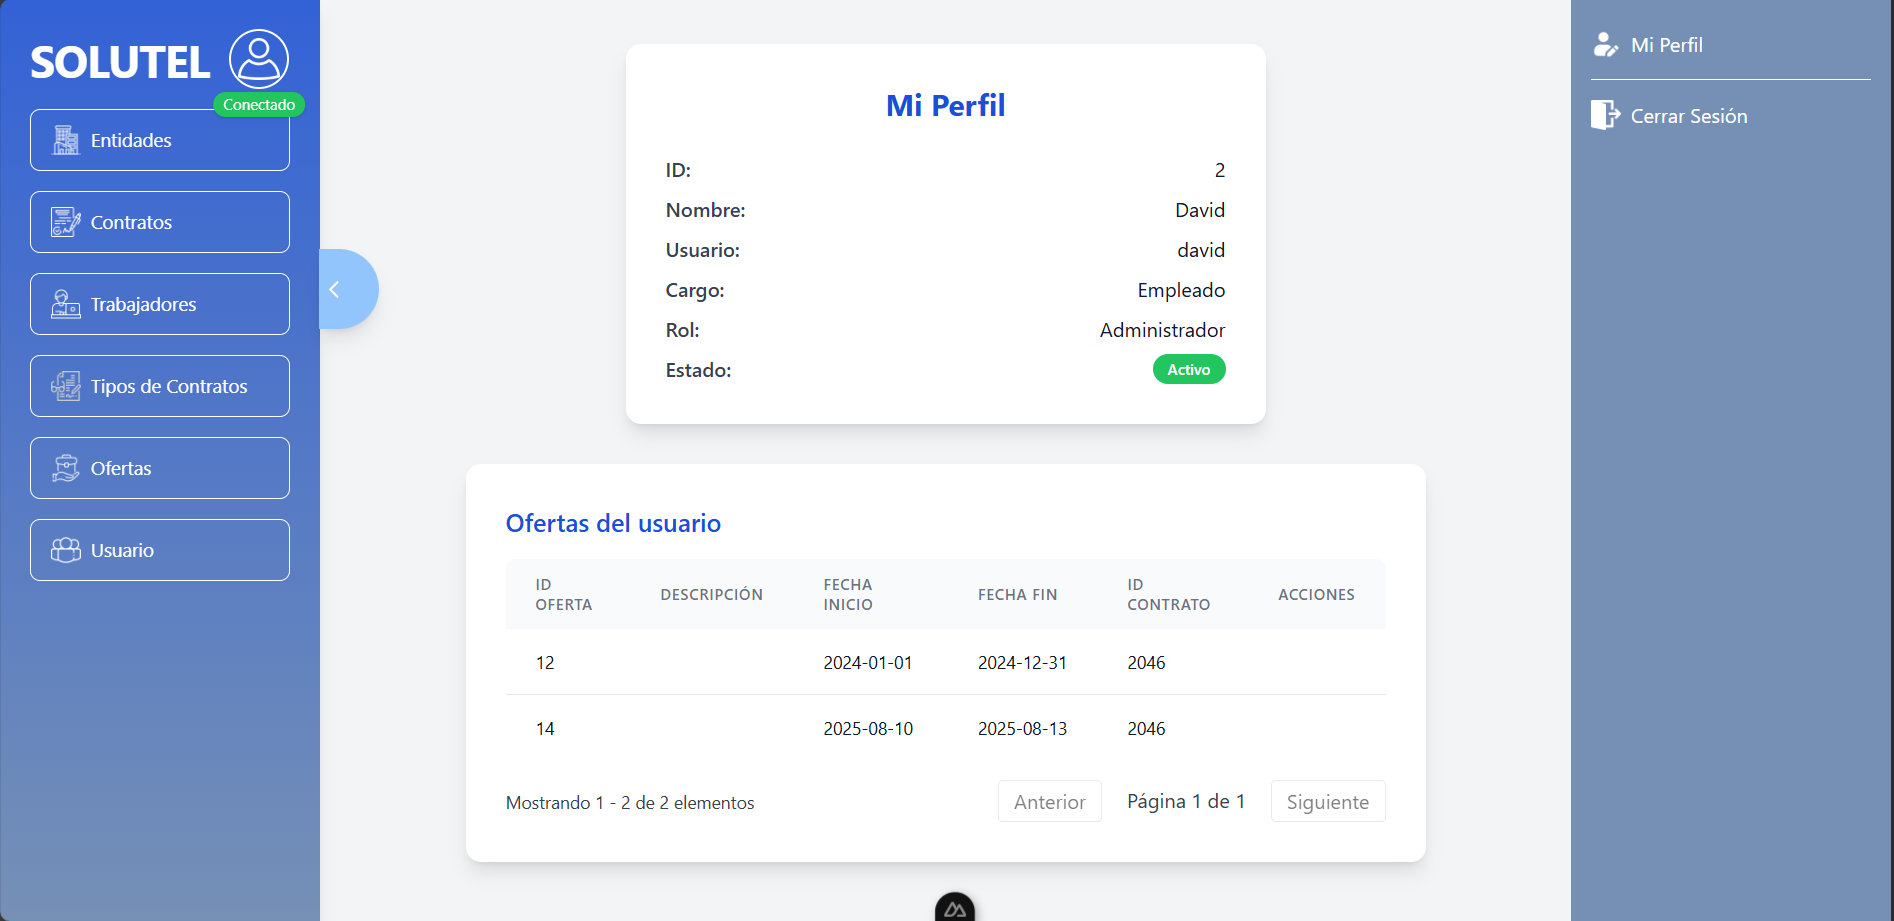 SOLUTEL
Conectado
Entidades
Contratos
Trabajadores
Tipos de Contratos
Ofertas
Usuario
Mi Perfil
ID: 2
Nombre: David
Usuario: david
Cargo: Empleado
Rol: Administrador
Estado: Activo
Ofertas del usuario
ID OFERTA DESCRIPCIÓN FECHA INICIO FECHA FIN ID CONTRATO ACCIONES
12 2024-01-01 2024-12-31 2046
14 2025-08-10 2025-08-13 2046
Mostrando 1 - 2 de 2 elementos Anterior Página 1 de 1 Siguiente
Mi Perfil
Cerrar Sesión